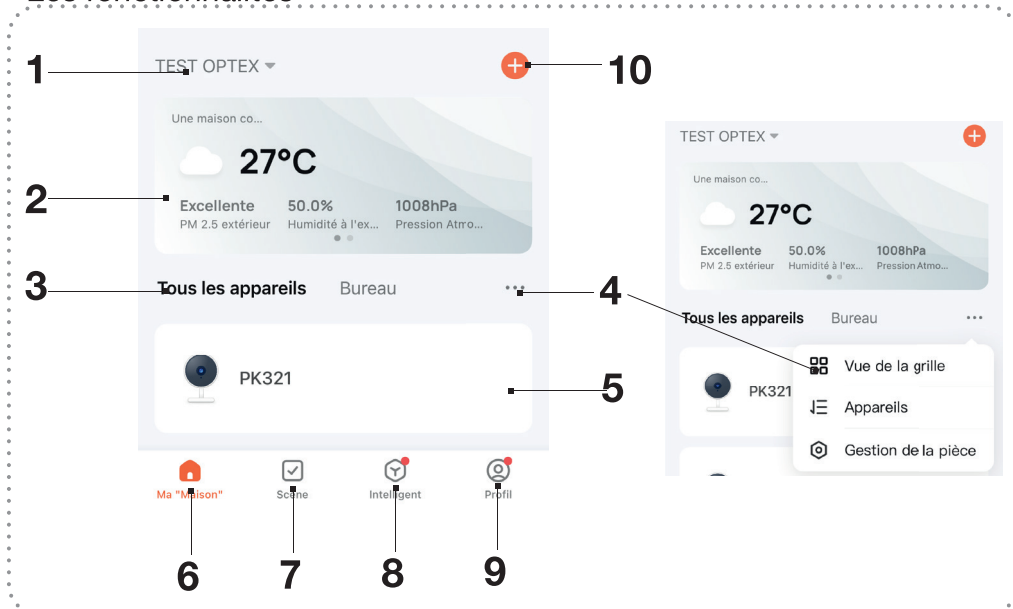 Les fonctionnalités
1
TEST OPTEX
10
Une maison co...
27°C
2
Excellente 50.0% 1008hPa
PM 2.5 extérieur Humidité à l'ex... Pression Atmo...
3
Tous les appareils Bureau ...
4
PK321
5
Ma "Maison" Scène Intelligent Profil
6
7
8
9
TEST OPTEX
Une maison co...
27°C
Excellente 50.0% 1008hPa
PM 2.5 extérieur Humidité à l'ex... Pression Atmo...
Tous les appareils Bureau ...
PK321
Vue de la grille
Appareils
Gestion de la pièce